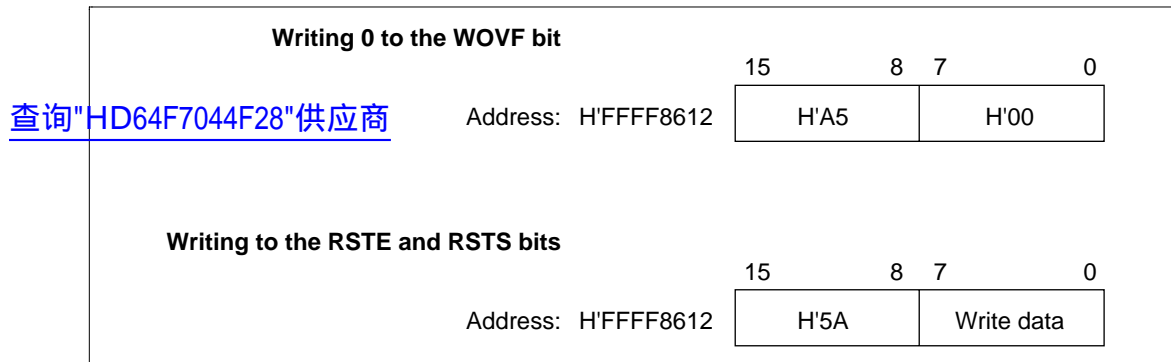 Writing 0 to the WOVF bit
15 8 7 0
查询"HD64F7044F28"供应商
Address: H'FFFF8612 H'A5 H'00
Writing to the RSTE and RSTS bits
15 8 7 0
Address: H'FFFF8612 H'5A Write data